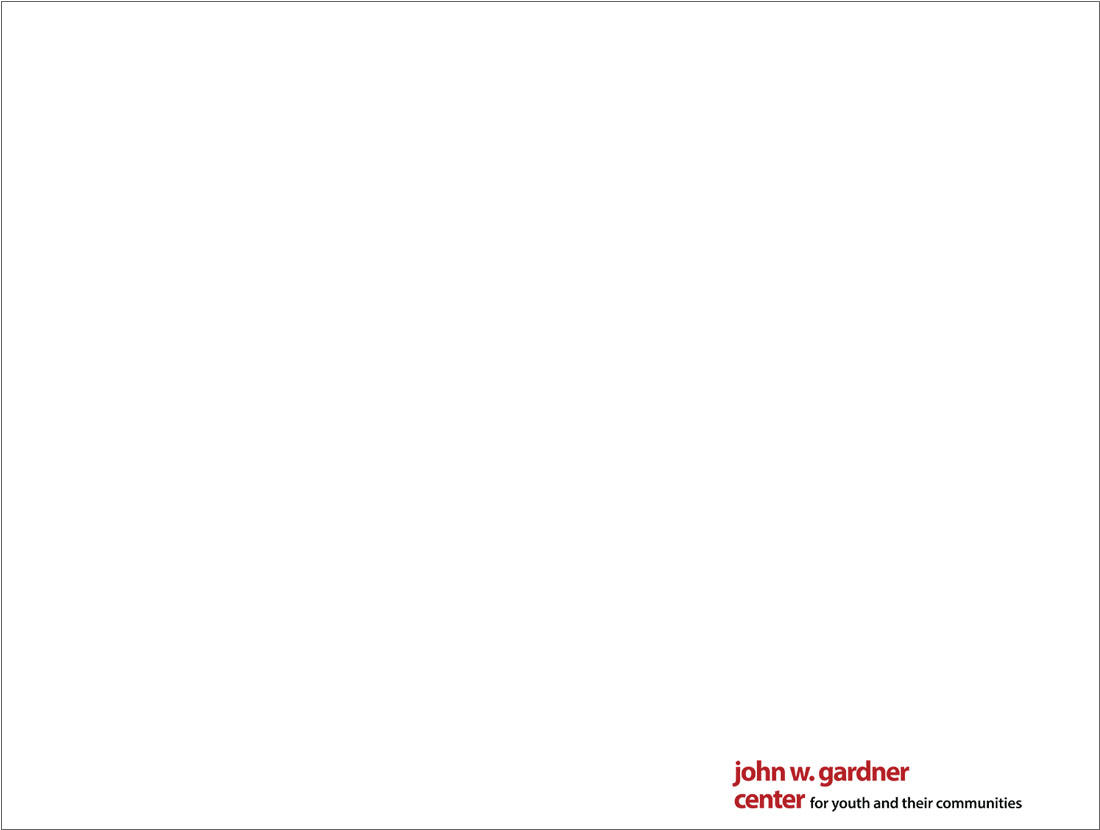 john w. gardner
center for youth and their communities